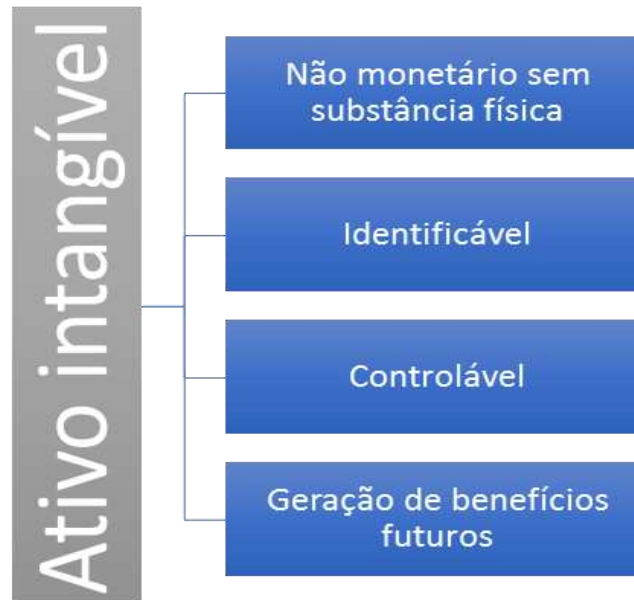 Ativo intangível
Não monetário sem
substância física
Identificável
Controlável
Geração de benefícios
futuros